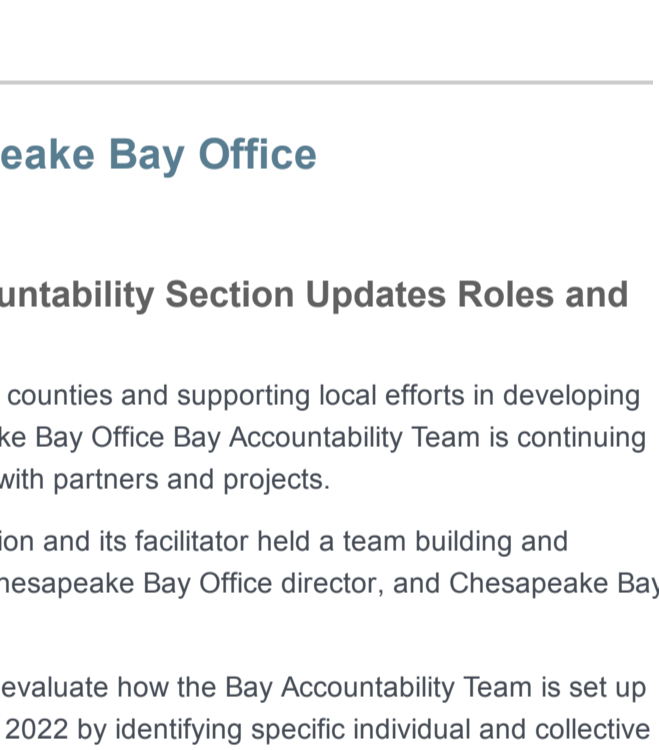 eake Bay Office
untability Section Updates Roles and
counties and supporting local efforts in developing
ke Bay Office Bay Accountability Team is continuing
with partners and projects.
ion and its facilitator held a team building and
hesapeake Bay Office director, and Chesapeake Bay
evaluate how the Bay Accountability Team is set up
2022 by identifying specific individual and collective